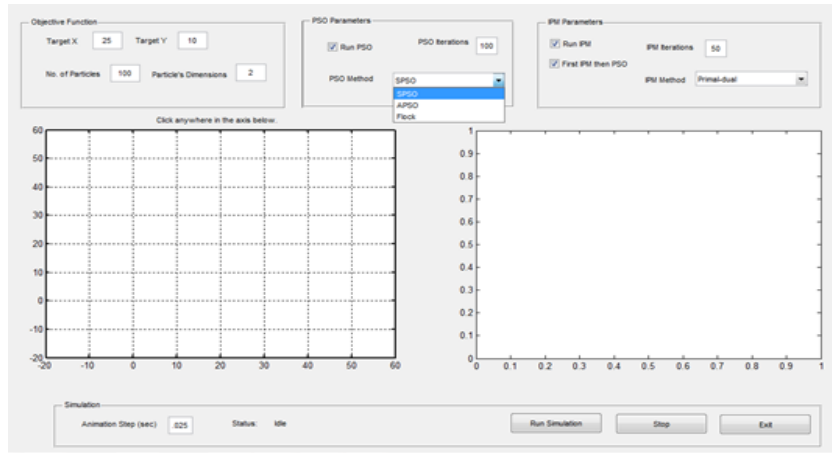 Objective Function
Target X 25 Target Y 10
No. of Particles 100 Particle's Dimensions 2
PSO Parameters
Run PSO PSO Iterations 100
PSO Method SPSO
SPSO
APSO
Flock
IPM Parameters
Run IPM IPM Iterations 50
First IPM then PSO
IPM Method Primal-dual
Click anywhere in the axis below.
60
50
40
30
20
10
0
-10
-20
-20 -10 0 10 20 30 40 50 60
1
0.9
0.8
0.7
0.6
0.5
0.4
0.3
0.2
0.1
0
0 0.1 0.2 0.3 0.4 0.5 0.6 0.7 0.8 0.9 1
Simulation
Animation Step (sec) .025 Status: Idle
Run Simulation Stop Exit